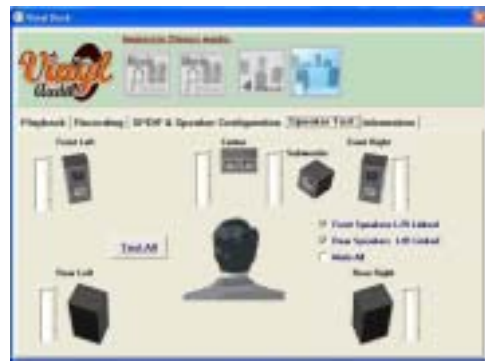 Vinyl Deck
Vinyl
Audio
Playback Recording S/PDIF & Speaker Configuration Speaker Test Information
Front Left
Center
Subwoofer
Front Right
Front Speakers L/R Linked
Rear Speakers L/R Linked
Mute All
Test All
Rear Left
Rear Right